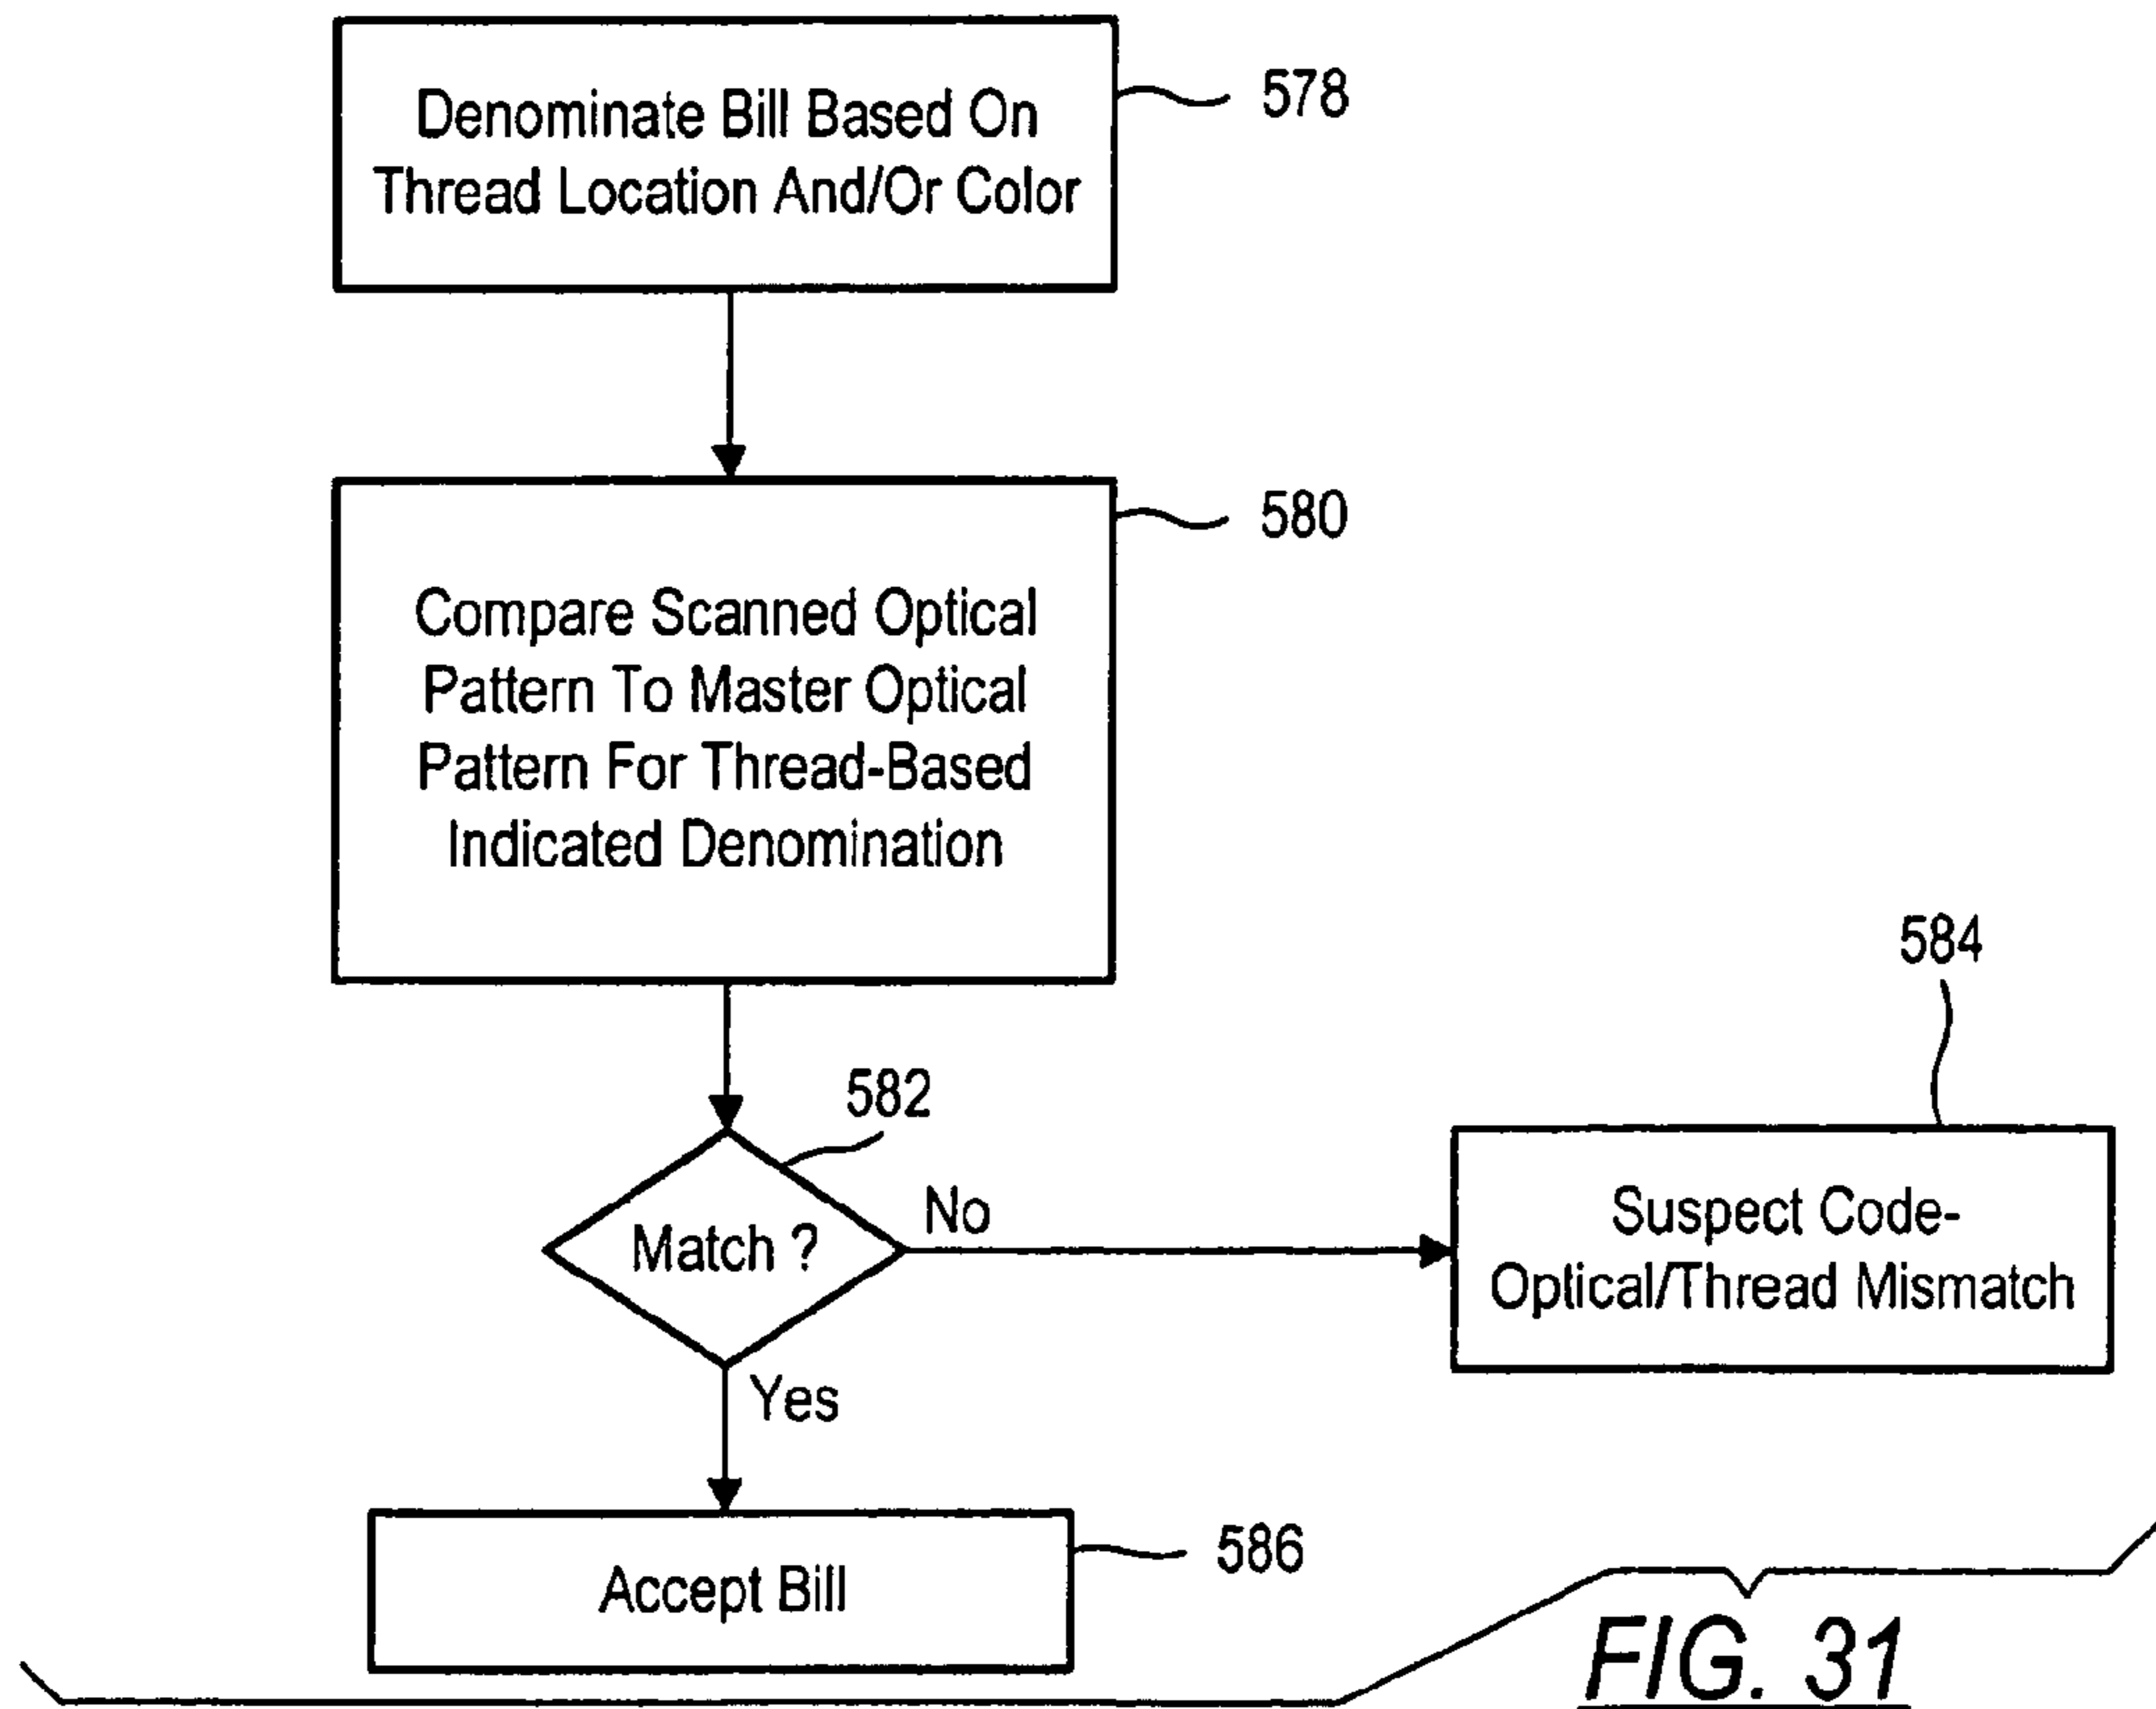 Denominate Bill Based On
Thread Location And/Or Color
578
Compare Scanned Optical
Pattern To Master Optical
Pattern For Thread-Based
Indicated Denomination
580
582
Match ?
No
584
Suspect Code-
Optical/Thread Mismatch
Yes
Accept Bill
586
FIG. 31